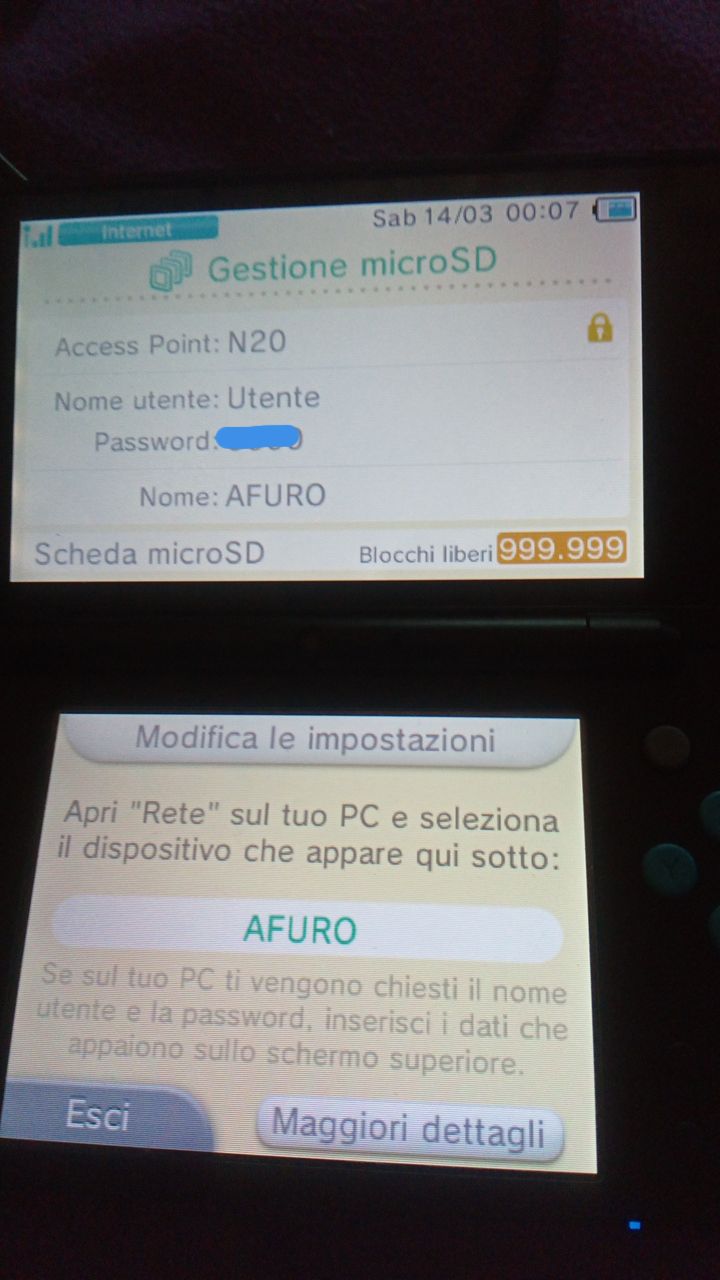 Internet
Sab 14/03 00:07
Gestione microSD
Access Point: N20
Nome utente: Utente
Password:
Nome: AFURO
Scheda microSD
Blocchi liberi 999.999
Modifica le impostazioni
Apri "Rete" sul tuo PC e seleziona
il dispositivo che appare qui sotto:
AFURO
Se sul tuo PC ti vengono chiesti il nome
utente e la password, inserisci i dati che
appaiono sullo schermo superiore.
Esci
Maggiori dettagli